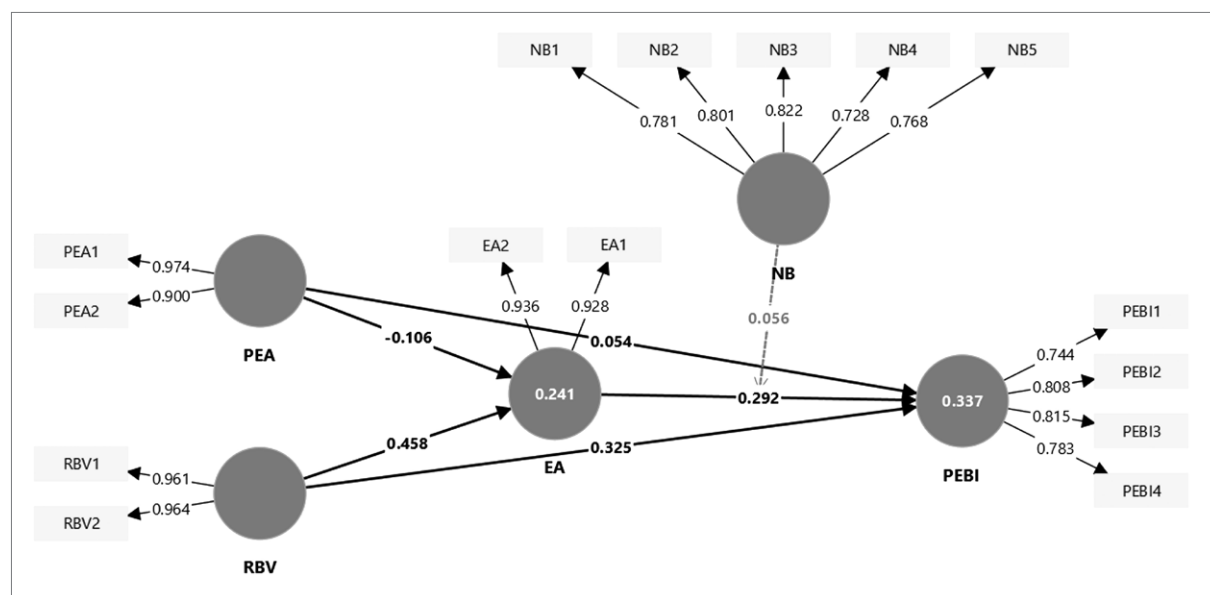 NB1
NB2
NB3
NB4
NB5
0.781
0.801
0.822
0.728
0.768
NB
0.056
PEA1
PEA2
0.974
0.900
PEA
EA2
EA1
0.936
0.928
-0.106
0.054
0.241
EA
0.292
0.458
0.325
RBV1
RBV2
0.961
0.964
RBV
0.337
PEBI
0.744
0.808
0.815
0.783
PEBI1
PEBI2
PEBI3
PEBI4